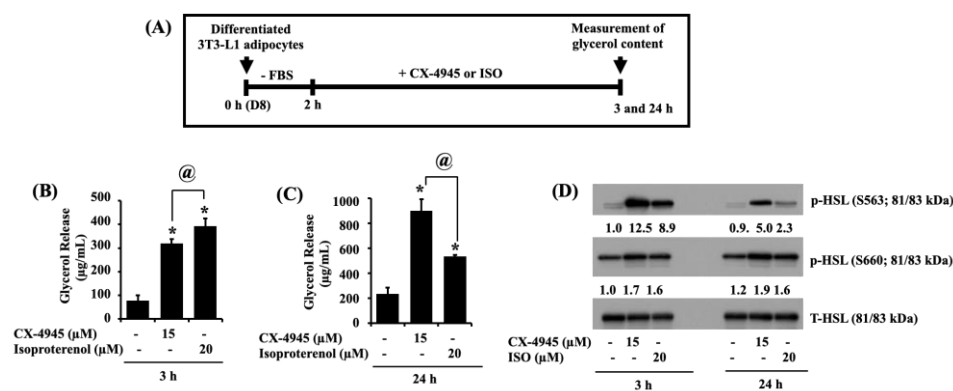 (A)
Differentiated
3T3-L1 adipocytes
Measurement of
glycerol content
- FBS
+ CX-4945 or ISO
0 h (D8)
2 h
3 and 24 h
(B)
Glycerol Release
(µg/mL)
500
400
300
200
100
0
*
@
*
CX-4945 (µM) - 15 -
Isoproterenol (µM) - - 20
3 h
(C)
Glycerol Release
(µg/mL)
1000
800
600
400
200
0
*
@
*
CX-4945 (µM) - 15 -
Isoproterenol (µM) - - 20
24 h
(D)
p-HSL (S563; 81/83 kDa)
1.0 12.5 8.9 0.9. 5.0 2.3
p-HSL (S660; 81/83 kDa)
1.0 1.7 1.6 1.2 1.9 1.6
T-HSL (81/83 kDa)
CX-4945 (µM) - 15 - - 15 -
ISO (µM) - - 20 - - 20
3 h 24 h